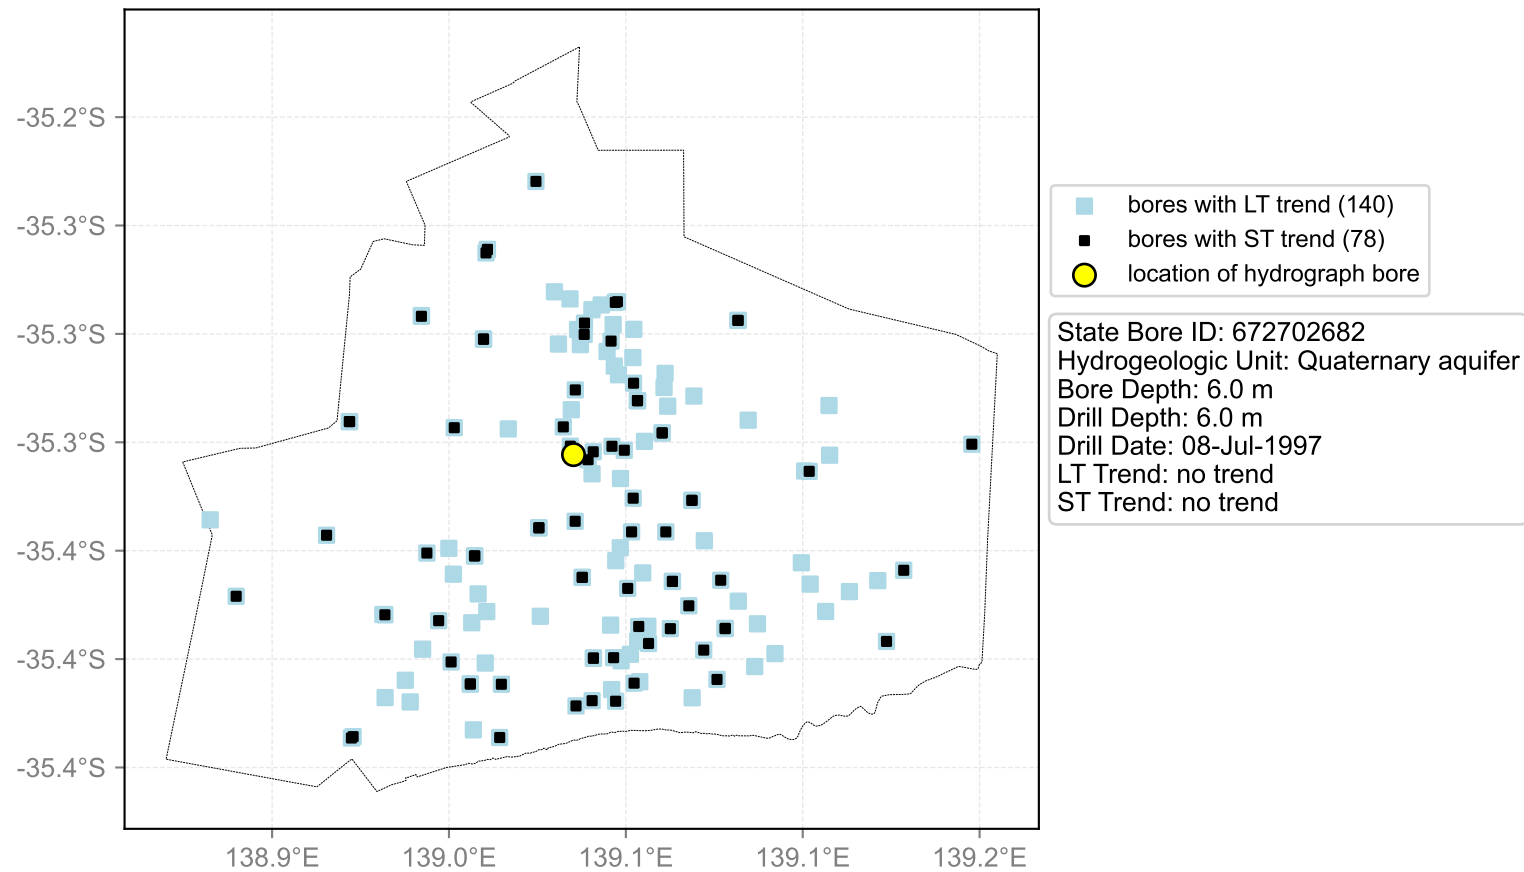 -35.2°S
-35.3°S
-35.3°S
-35.3°S
-35.4°S
-35.4°S
-35.4°S
138.9°E
139.0°E
139.1°E
139.1°E
139.2°E
bores with LT trend (140)
bores with ST trend (78)
location of hydrograph bore
State Bore ID: 672702682
Hydrogeologic Unit: Quaternary aquifer
Bore Depth: 6.0 m
Drill Depth: 6.0 m
Drill Date: 08-Jul-1997
LT Trend: no trend
ST Trend: no trend